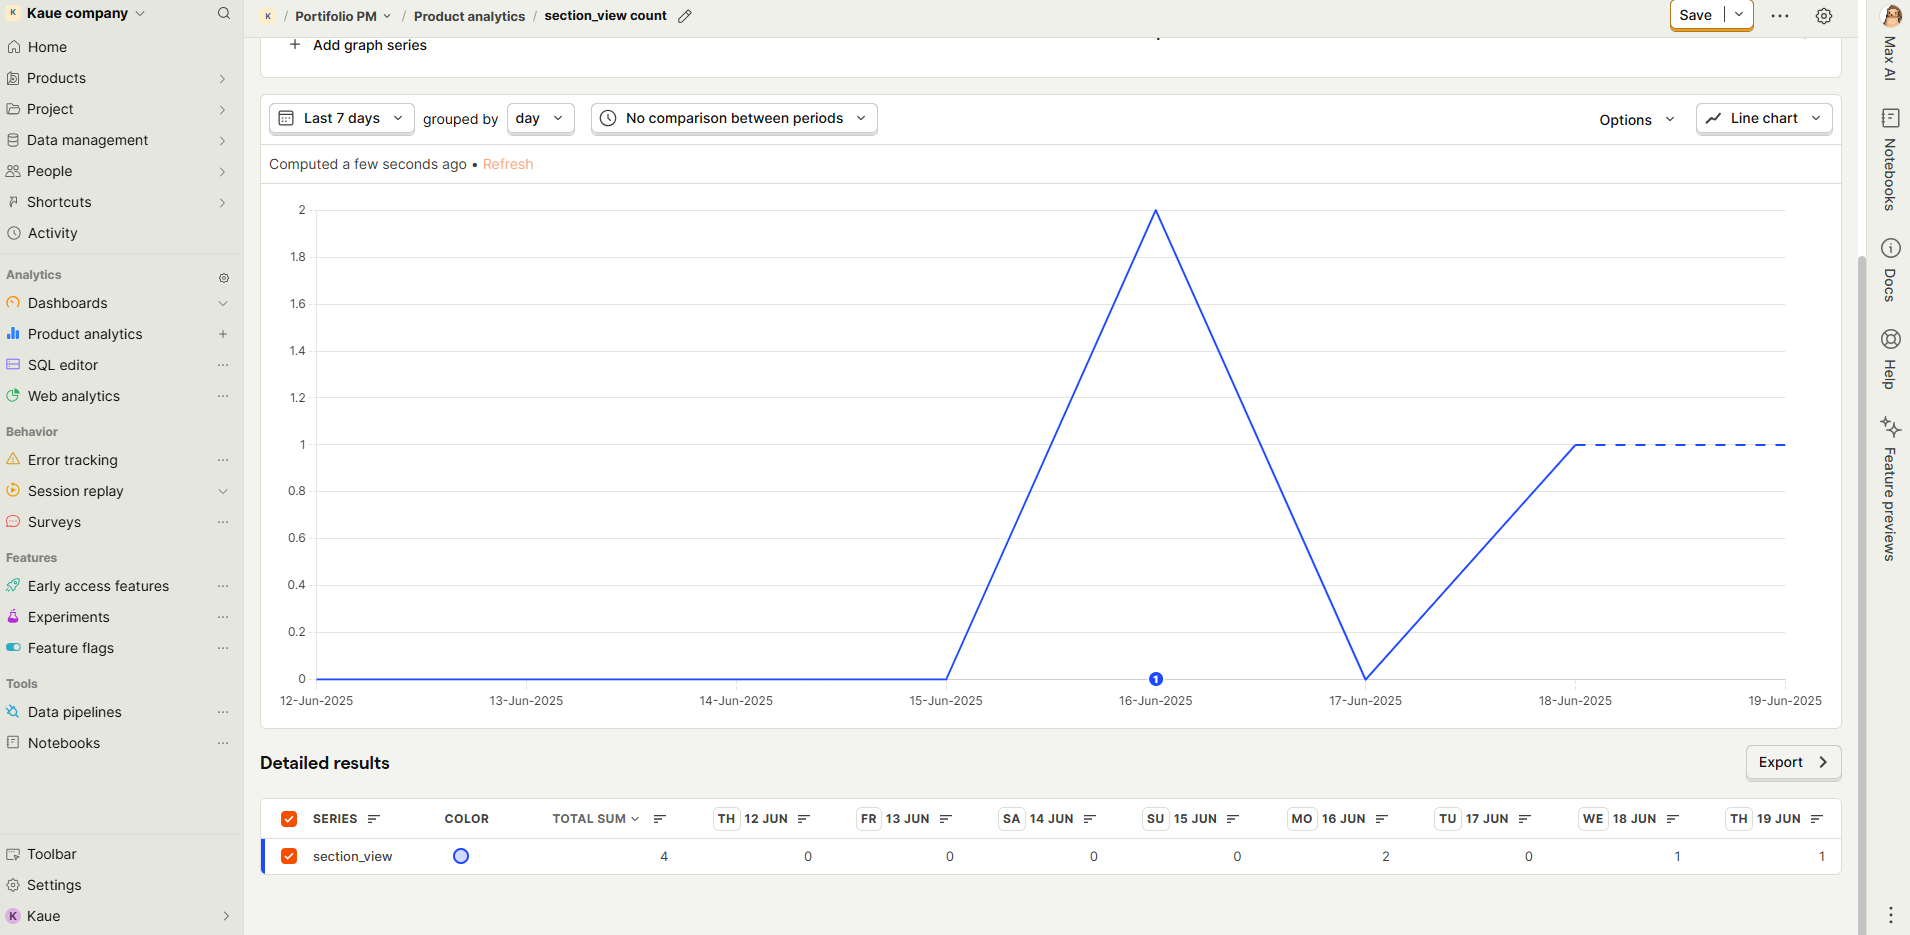 K Kaue company
Home
Products
Project
Data management
People
Shortcuts
Activity
Analytics
Dashboards
Product analytics
SQL editor
Web analytics
Behavior
Error tracking
Session replay
Surveys
Features
Early access features
Experiments
Feature flags
Tools
Data pipelines
Notebooks
Toolbar
Settings
K Kaue
K / Portifolio PM / Product analytics / section_view count
Save
+ Add graph series
Last 7 days grouped by day No comparison between periods
Options Line chart
Computed a few seconds ago • Refresh
2
1.8
1.6
1.4
1.2
1
0.8
0.6
0.4
0.2
0
1
12-Jun-2025 13-Jun-2025 14-Jun-2025 15-Jun-2025 16-Jun-2025 17-Jun-2025 18-Jun-2025 19-Jun-2025
Detailed results
Export
SERIES COLOR TOTAL SUM TH 12 JUN FR 13 JUN SA 14 JUN SU 15 JUN MO 16 JUN TU 17 JUN WE 18 JUN TH 19 JUN
section_view 4 0 0 0 0 2 0 1 1
Max AI
Notebooks
Docs
Help
Feature previews